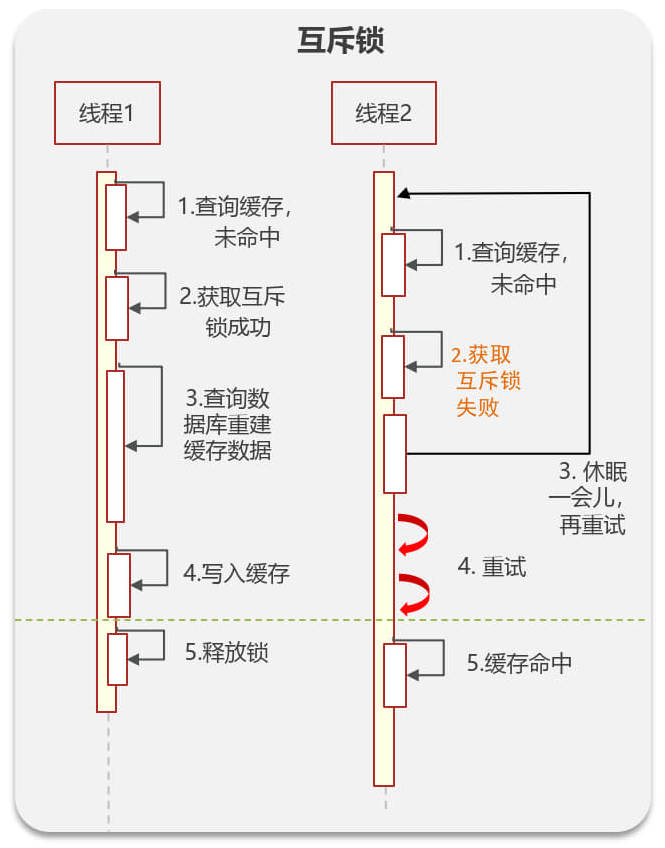 互斥锁
线程1
线程2
1.查询缓存，
未命中
2.获取互斥
锁成功
3.查询数
据库重建
缓存数据
4.写入缓存
5.释放锁
1.查询缓存，
未命中
2.获取
互斥锁
失败
3. 休眠
一会儿，
再重试
4. 重试
5.缓存命中